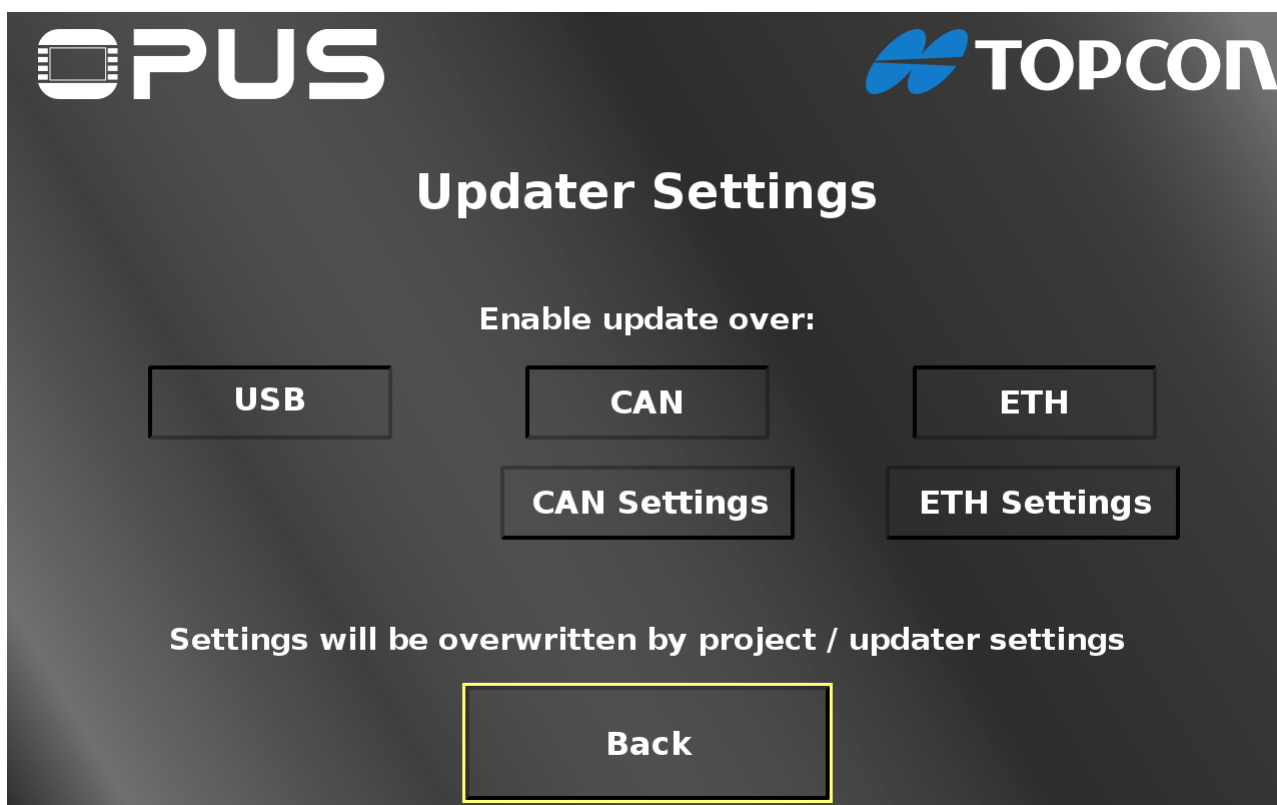 OPUS
TOPCON
Updater Settings
Enable update over:
USB
CAN
ETH
CAN Settings
ETH Settings
Settings will be overwritten by project / updater settings
Back